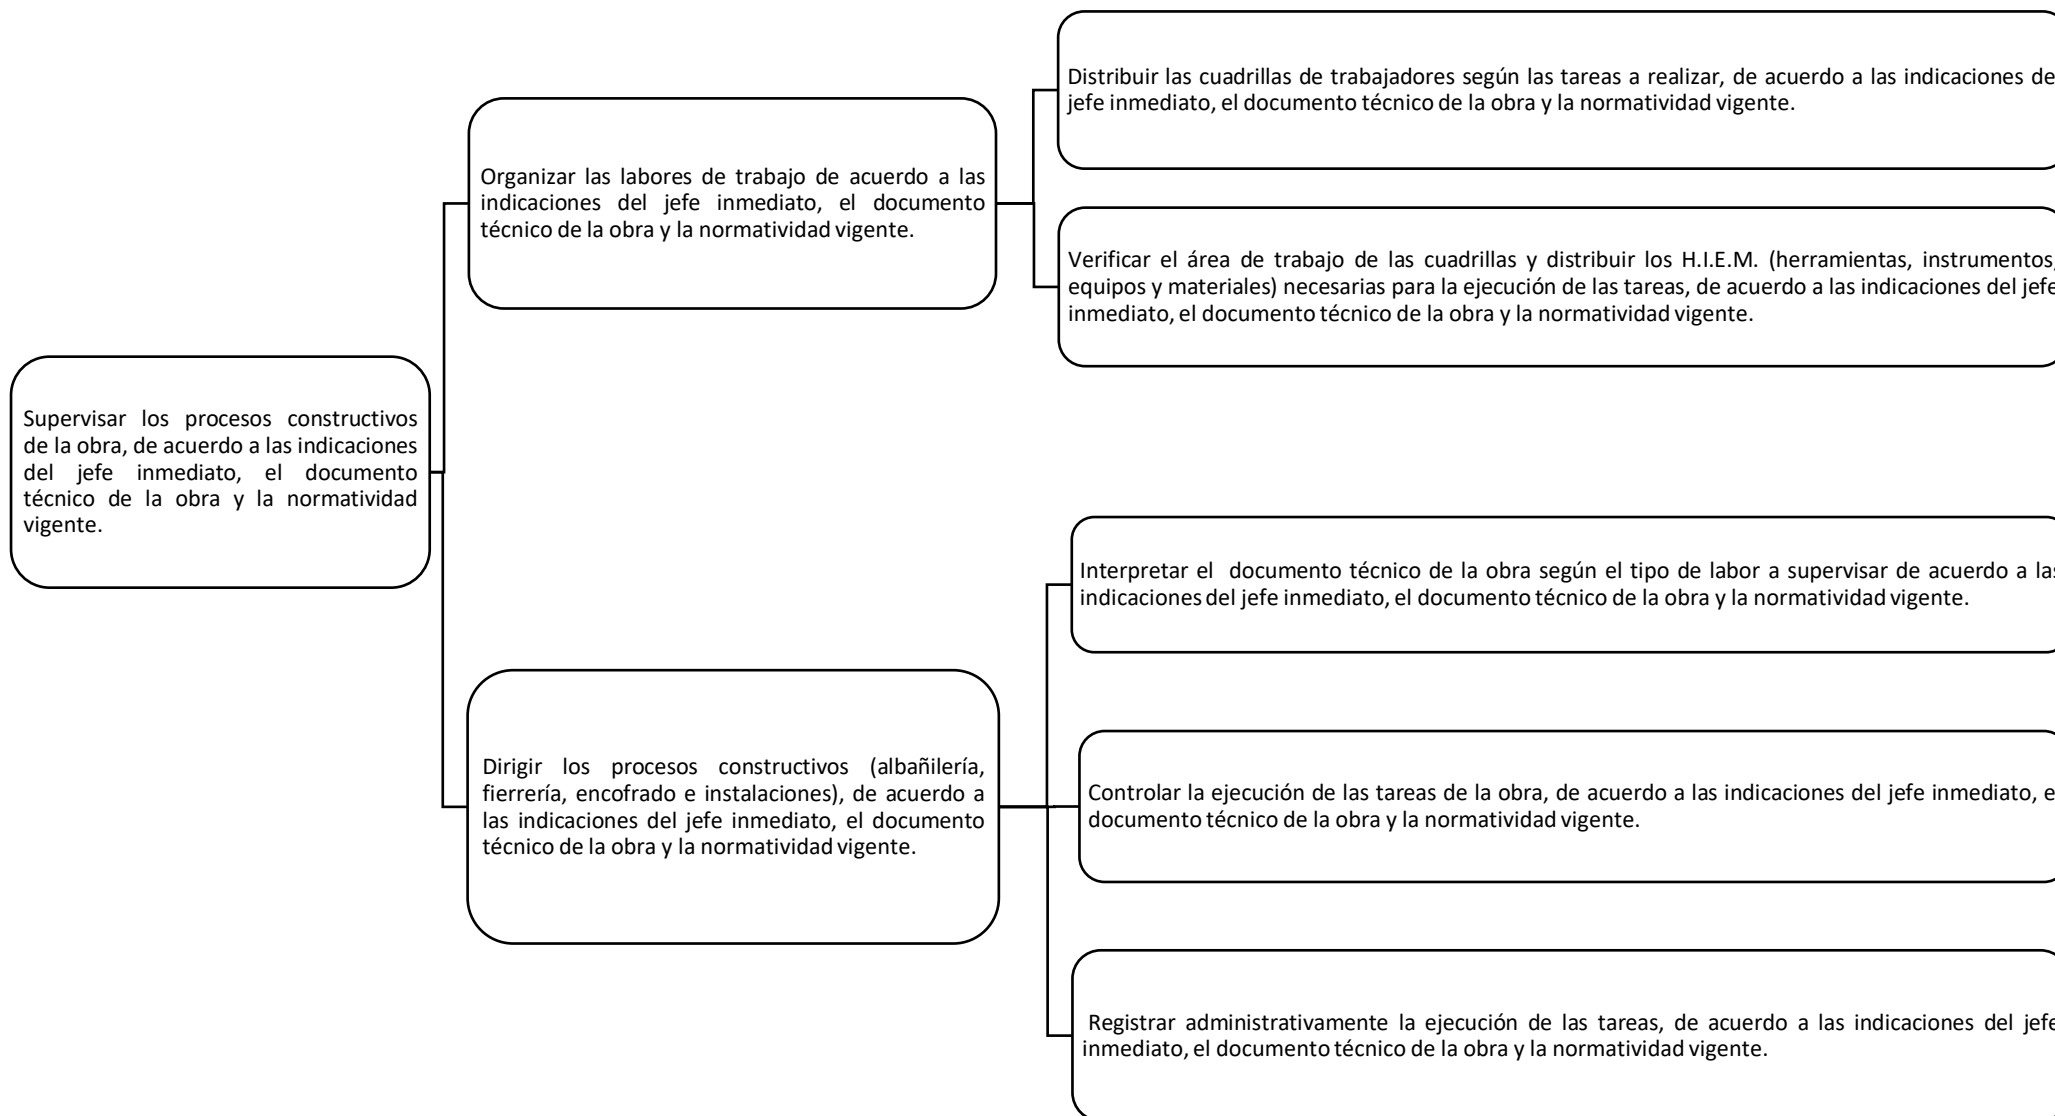 Supervisar los procesos constructivos
de la obra, de acuerdo a las indicaciones
del jefe inmediato, el documento
técnico de la obra y la normatividad
vigente.
Organizar las labores de trabajo de acuerdo a las
indicaciones del jefe inmediato, el documento
técnico de la obra y la normatividad vigente.
Distribuir las cuadrillas de trabajadores según las tareas a realizar, de acuerdo a las indicaciones de
jefe inmediato, el documento técnico de la obra y la normatividad vigente.
Verificar el área de trabajo de las cuadrillas y distribuir los H.I.E.M. (herramientas, instrumentos,
equipos y materiales) necesarias para la ejecución de las tareas, de acuerdo a las indicaciones del jefe
inmediato, el documento técnico de la obra y la normatividad vigente.
Dirigir los procesos constructivos (albañilería,
fierrería, encofrado e instalaciones), de acuerdo a
las indicaciones del jefe inmediato, el documento
técnico de la obra y la normatividad vigente.
Interpretar el documento técnico de la obra según el tipo de labor a supervisar de acuerdo a las
indicaciones del jefe inmediato, el documento técnico de la obra y la normatividad vigente.
Controlar la ejecución de las tareas de la obra, de acuerdo a las indicaciones del jefe inmediato, e
documento técnico de la obra y la normatividad vigente.
Registrar administrativamente la ejecución de las tareas, de acuerdo a las indicaciones del jefe
inmediato, el documento técnico de la obra y la normatividad vigente.